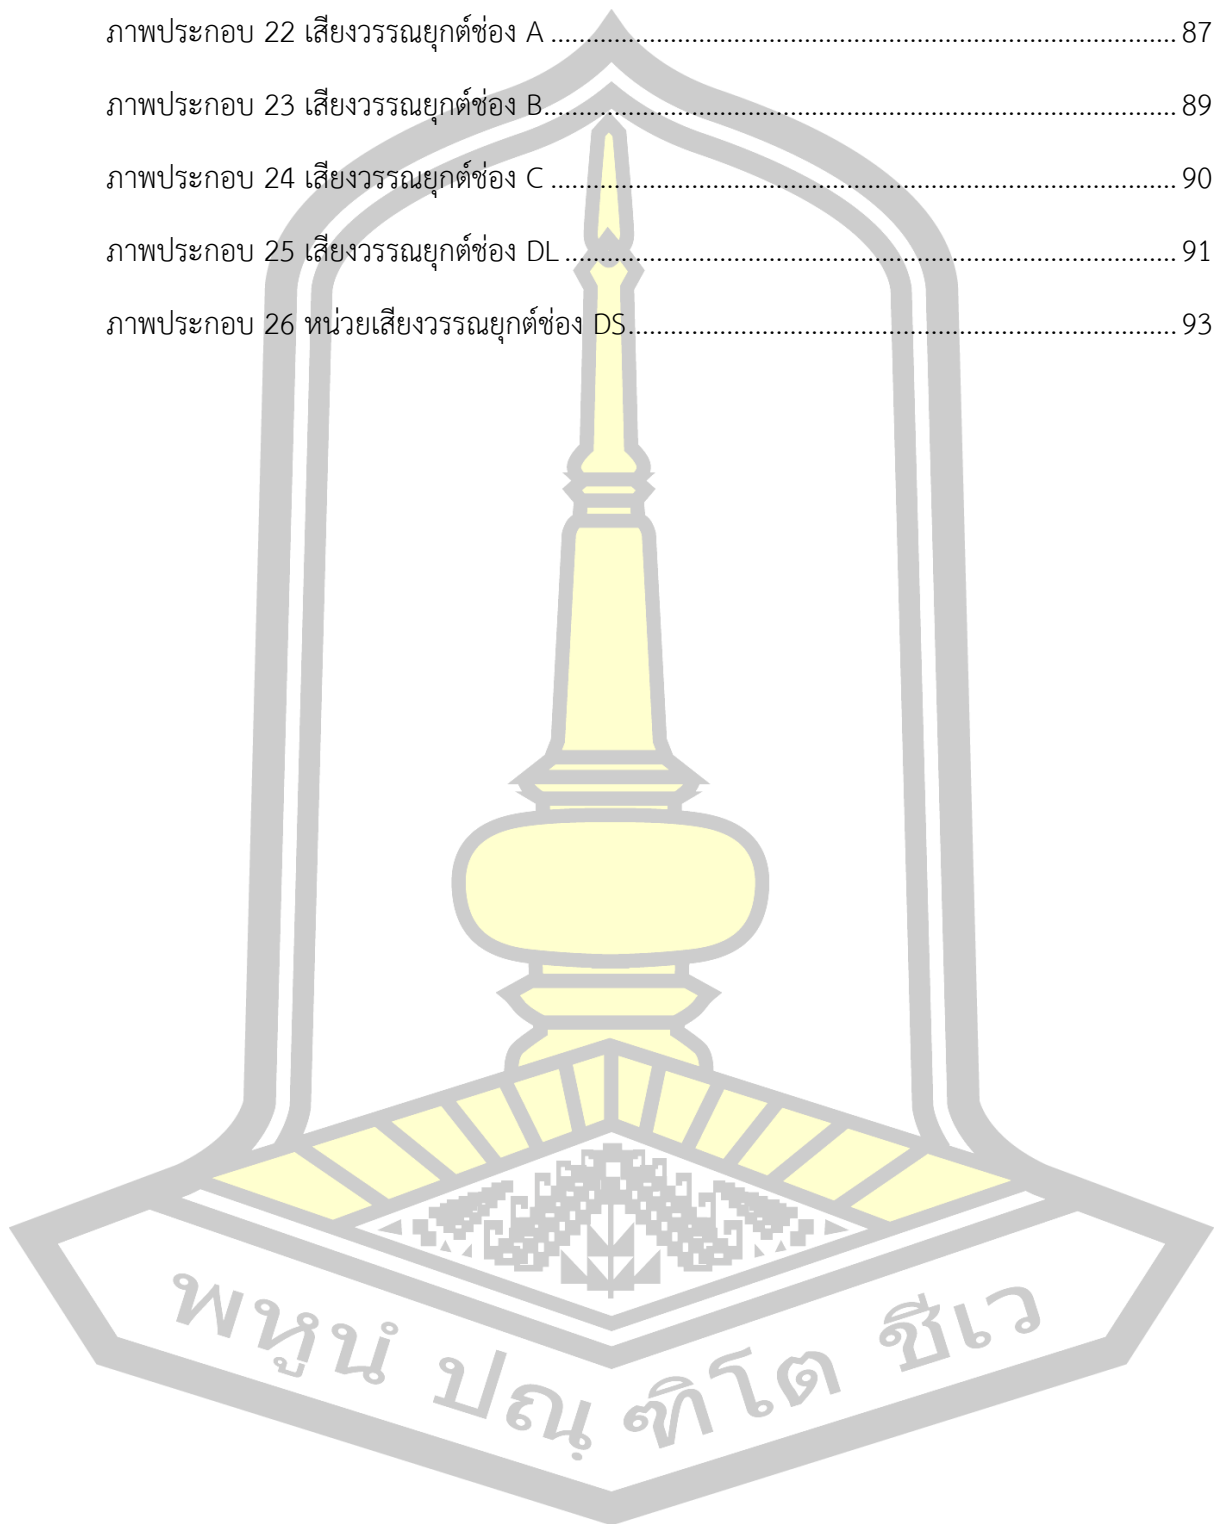 ภาพประกอบ 22 เสียงวรรณยุกต์ช่อง A ........................................................................ 87
ภาพประกอบ 23 เสียงวรรณยุกต์ช่อง B........................................................................ 89
ภาพประกอบ 24 เสียงวรรณยุกต์ช่อง C ........................................................................ 90
ภาพประกอบ 25 เสียงวรรณยุกต์ช่อง DL ...................................................................... 91
ภาพประกอบ 26 หน่วยเสียงวรรณยุกต์ช่อง DS............................................................... 93
พหูนํ ปณฺฑิโต ชีเว